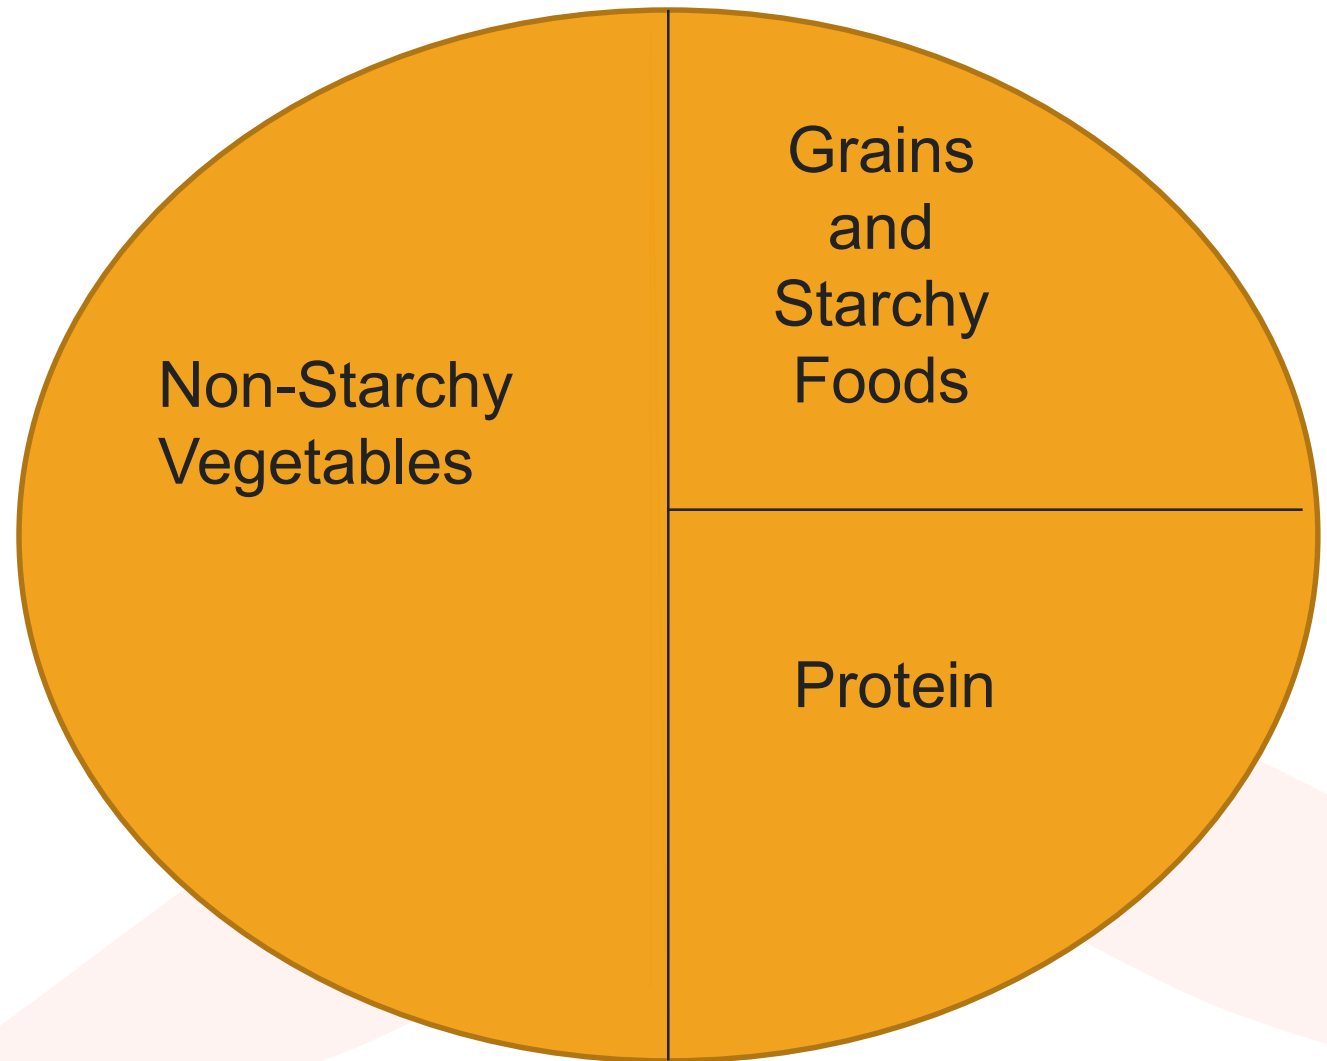 Non-Starchy
Vegetables
Grains
and
Starchy
Foods
Protein